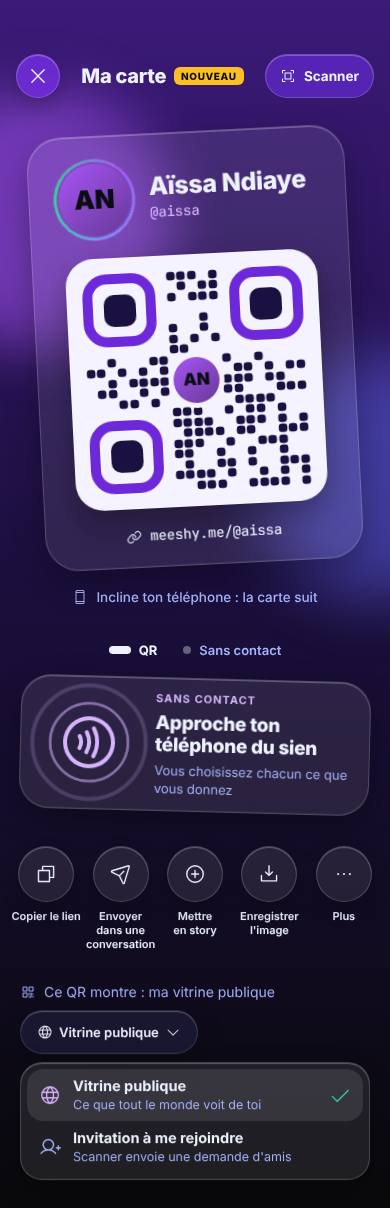 Ma carte NOUVEAU Scanner
AN Aïssa Ndiaye
@aissa
AN
meeshy.me/@aissa
Incline ton téléphone : la carte suit
QR Sans contact
SANS CONTACT
Approche ton
téléphone du sien
Vous choisissez chacun ce que
vous donnez
Copier le lien
Envoyer
dans une
conversation
Mettre
en story
Enregistrer
l'image
Plus
Ce QR montre : ma vitrine publique
Vitrine publique
Vitrine publique
Ce que tout le monde voit de toi
Invitation à me rejoindre
Scanner envoie une demande d'amis